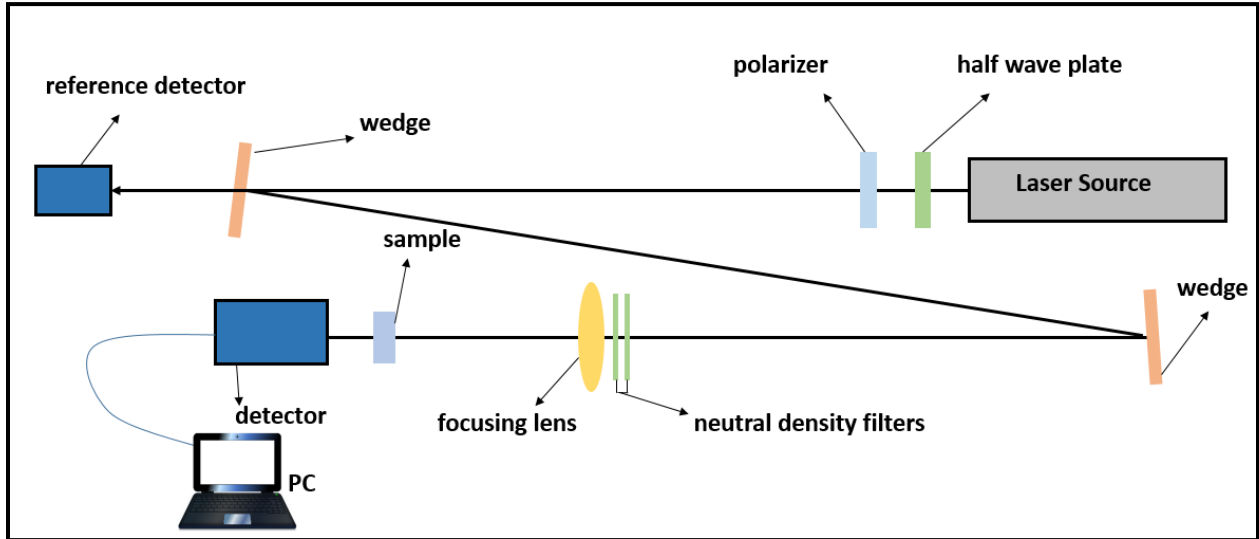 polarizer
half wave plate
reference detector
wedge
Laser Source
sample
wedge
detector
focusing lens
neutral density filters
PC